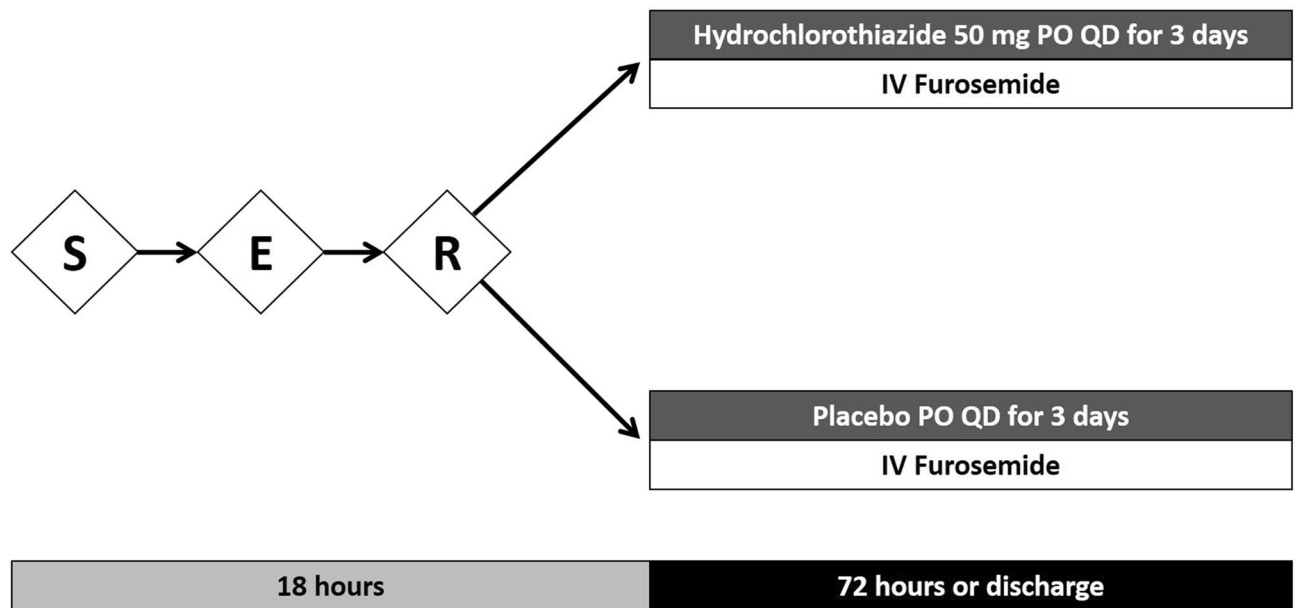 Hydrochlorothiazide 50 mg PO QD for 3 days
IV Furosemide
S
E
R
Placebo PO QD for 3 days
IV Furosemide
18 hours
72 hours or discharge